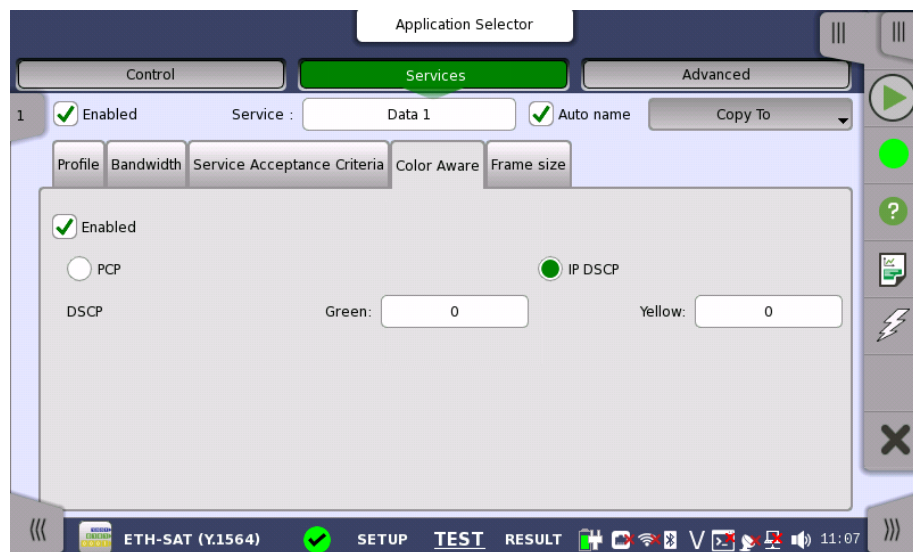 Application Selector
Control Services Advanced
1 Enabled Service : Data 1 Auto name Copy To
Profile Bandwidth Service Acceptance Criteria Color Aware Frame size
Enabled
PCP IP DSCP
DSCP Green: 0 Yellow: 0
ETH-SAT (Y.1564) SETUP TEST RESULT 11:07